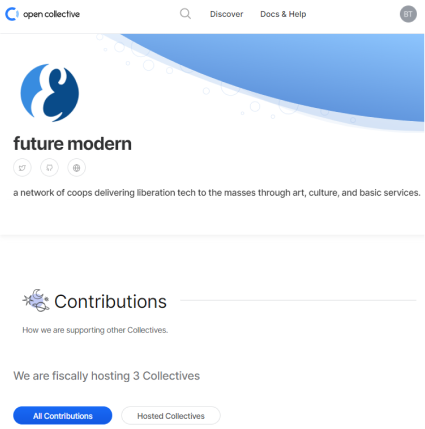 open collective
Discover
Docs & Help
BT
future modern
a network of coops delivering liberation tech to the masses through art, culture, and basic services.
Contributions
How we are supporting other Collectives.
We are fiscally hosting 3 Collectives
All Contributions
Hosted Collectives